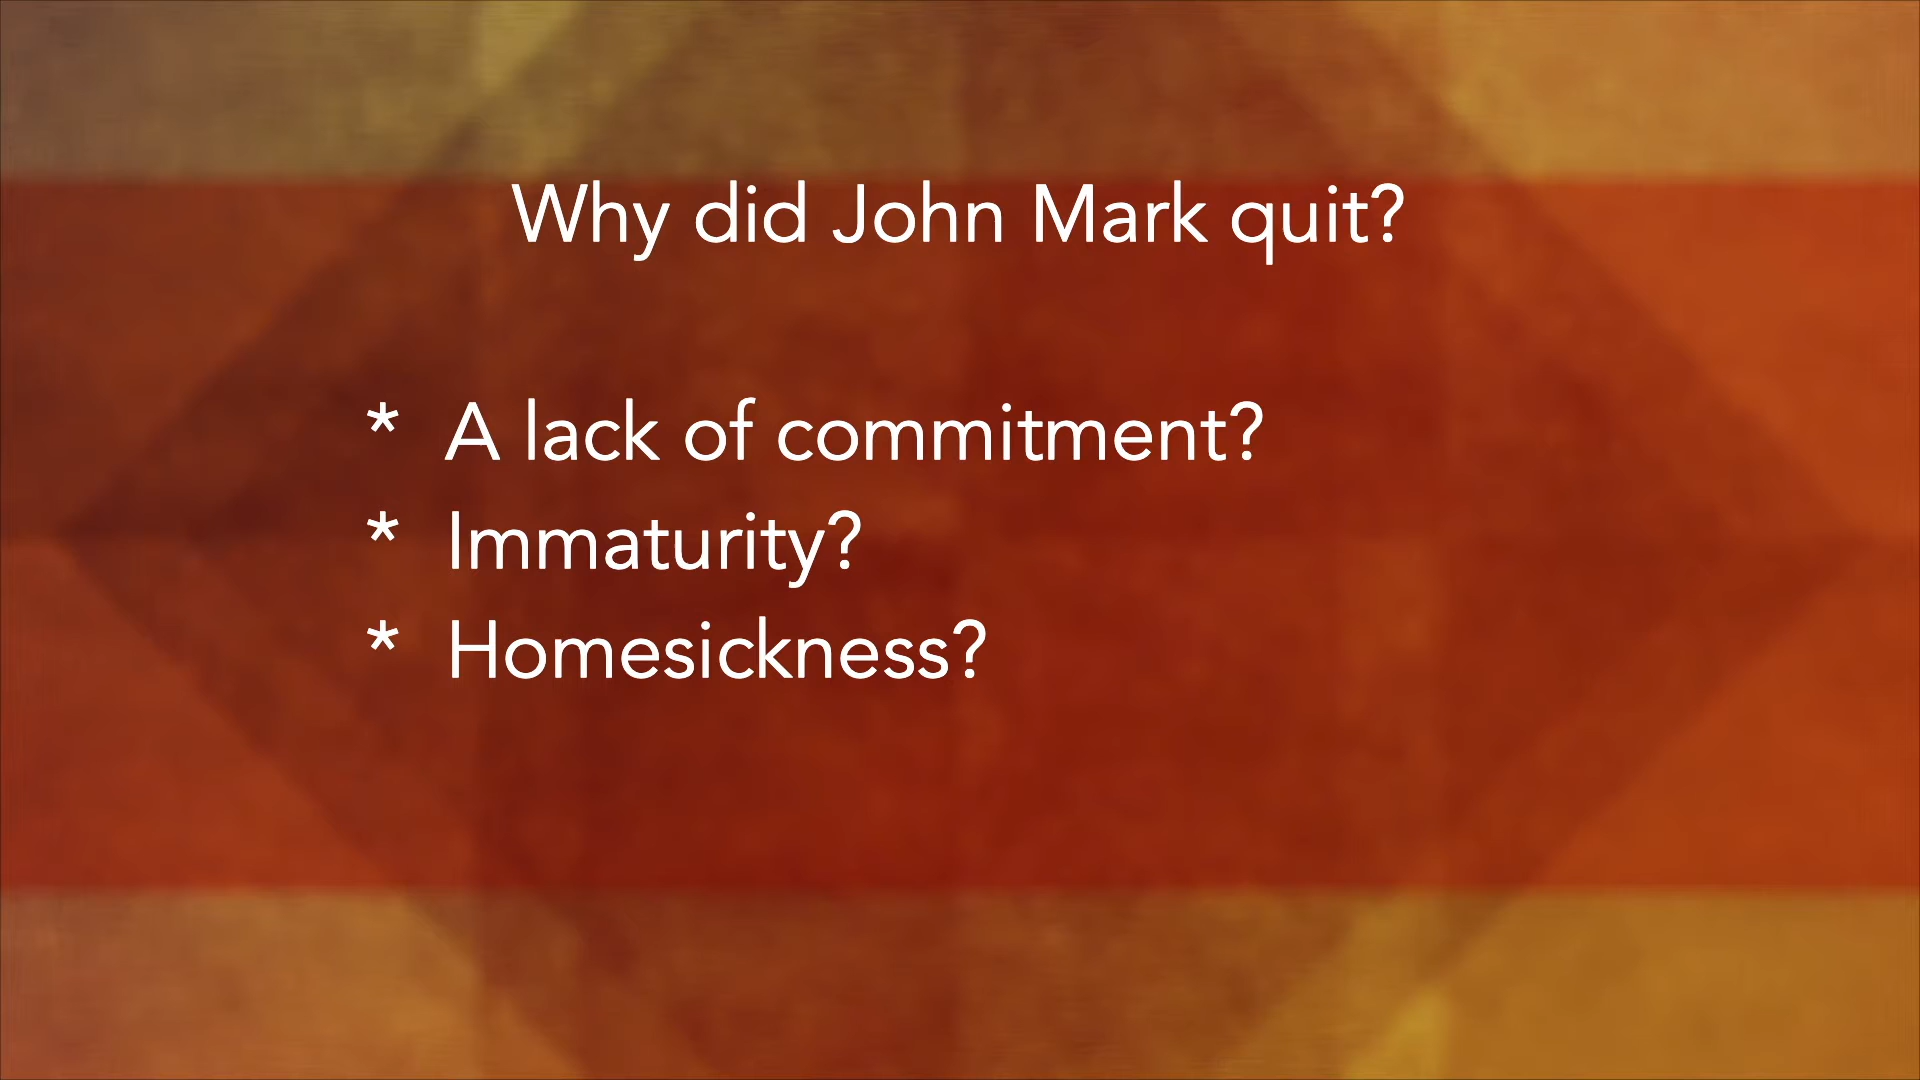 Why did John Mark quit?
* A lack of commitment?
* Immaturity?
* Homesickness?